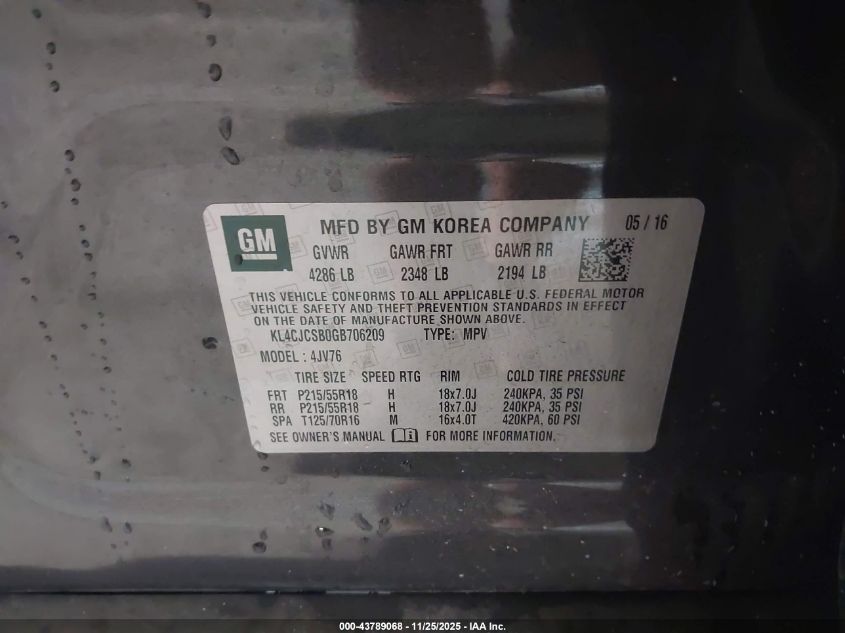 GM
MFD BY GM KOREA COMPANY 05 / 16
GVWR GAWR FRT GAWR RR
4286 LB 2348 LB 2194 LB
THIS VEHICLE CONFORMS TO ALL APPLICABLE U.S. FEDERAL MOTOR
VEHICLE SAFETY AND THEFT PREVENTION STANDARDS IN EFFECT
ON THE DATE OF MANUFACTURE SHOWN ABOVE.
KL4CJCSB0GB706209 TYPE: MPV
MODEL: 4JV76
TIRE SIZE SPEED RTG RIM COLD TIRE PRESSURE
FRT P215/55R18 H 18x7.0J 240KPA, 35 PSI
RR P215/55R18 H 18x7.0J 240KPA, 35 PSI
SPA T125/70R16 M 16x4.0T 420KPA, 60 PSI
SEE OWNER'S MANUAL FOR MORE INFORMATION.
000-43789068 - 11/25/2025 - IAA Inc.